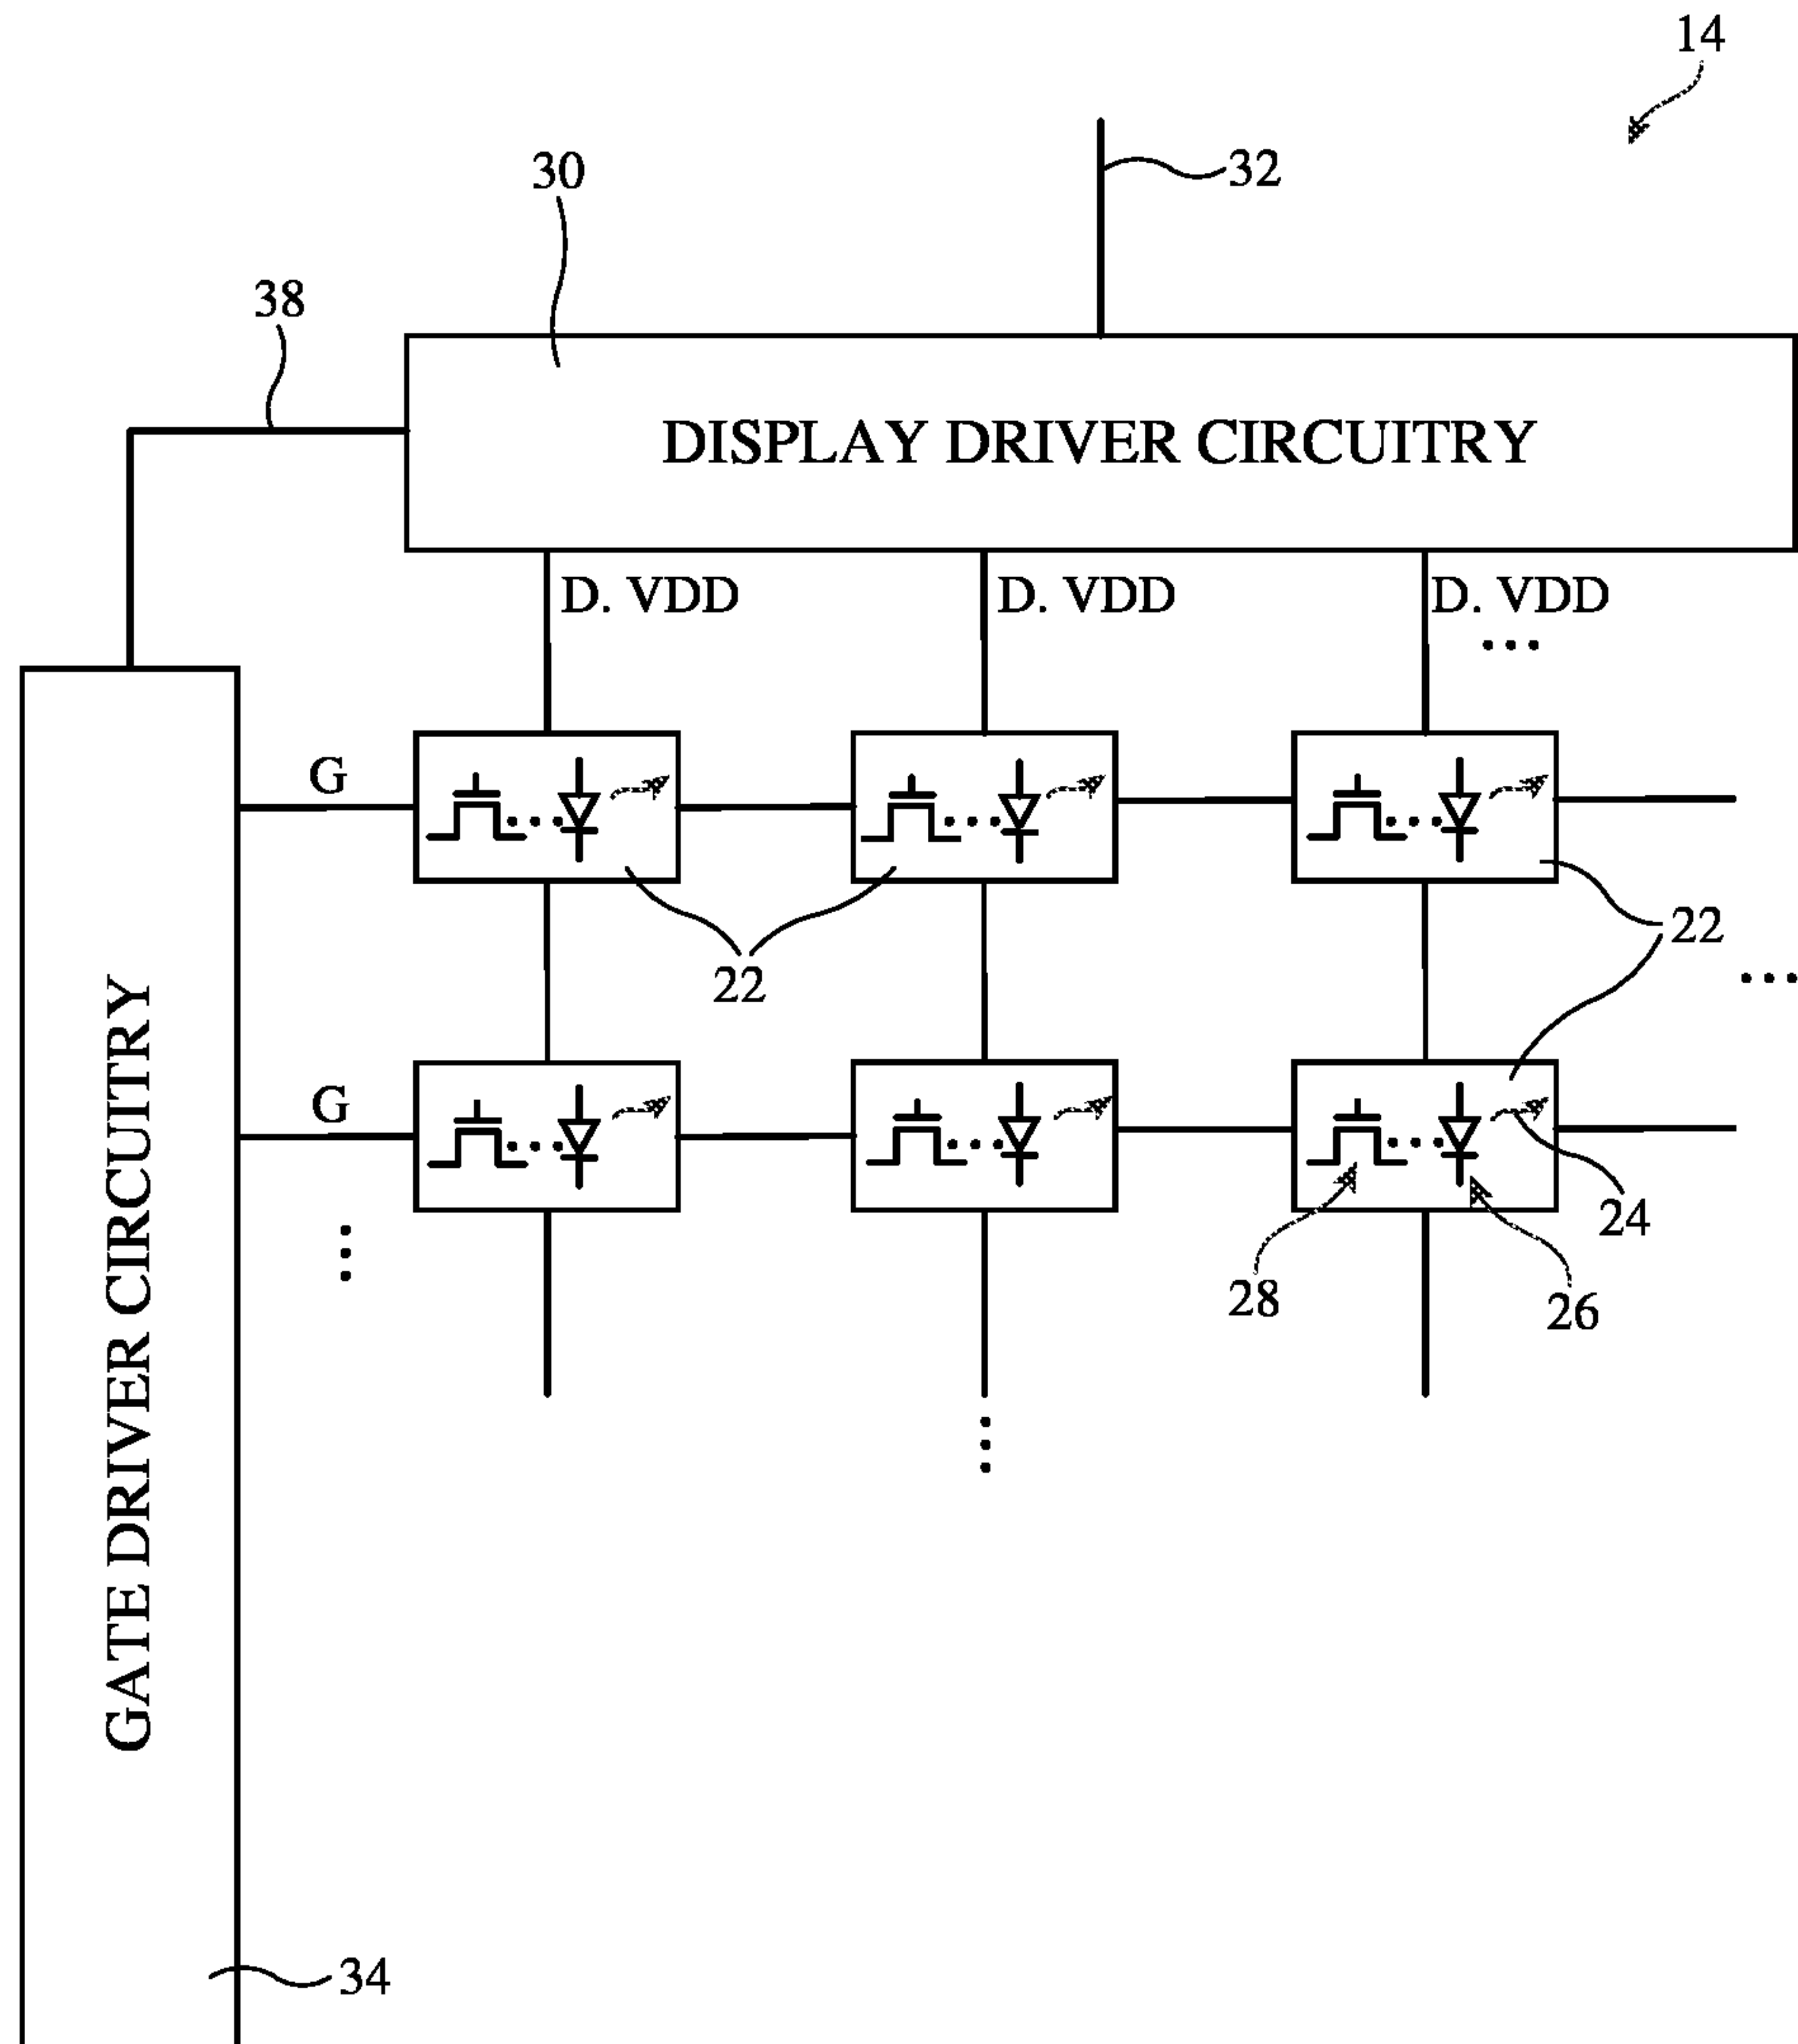 14
30
32
38
DISPLAY DRIVER CIRCUITRY
D. VDD
D. VDD
D. VDD
...
G
22
22
...
GATE DRIVER CIRCUITRY
G
24
28
26
34